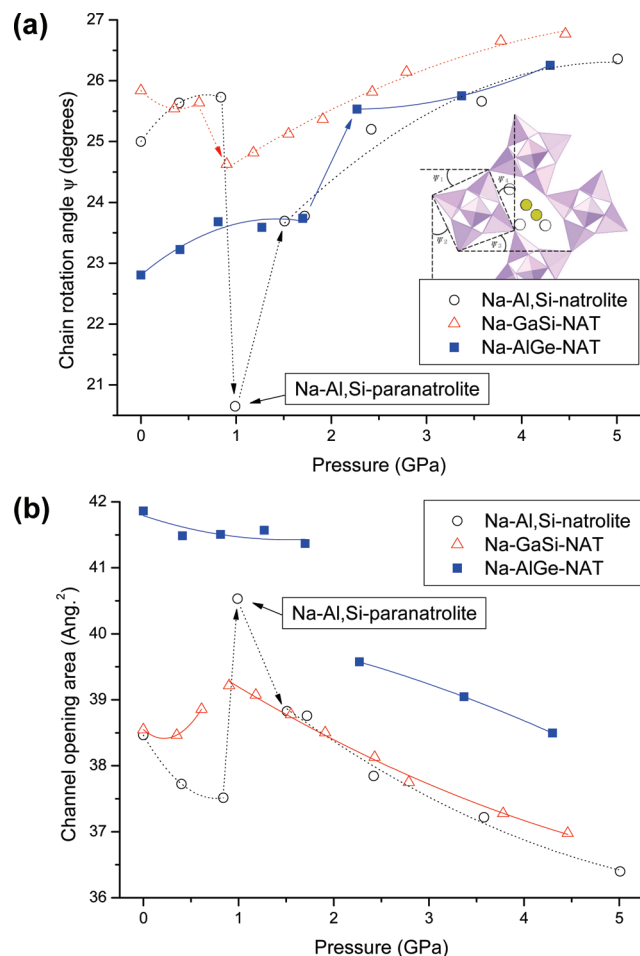 (a)
27
26
25
24
23
22
21
Chain rotation angle ψ (degrees)
Ψ1
Ψ4
Ψ2
Ψ3
Na-Al,Si-natrolite
Na-GaSi-NAT
Na-AlGe-NAT
Na-Al,Si-paranatrolite
0 1 2 3 4 5
Pressure (GPa)
(b)
42
41
40
39
38
37
36
Channel opening area (Ang.²)
Na-Al,Si-natrolite
Na-GaSi-NAT
Na-AlGe-NAT
Na-Al,Si-paranatrolite
0 1 2 3 4 5
Pressure (GPa)